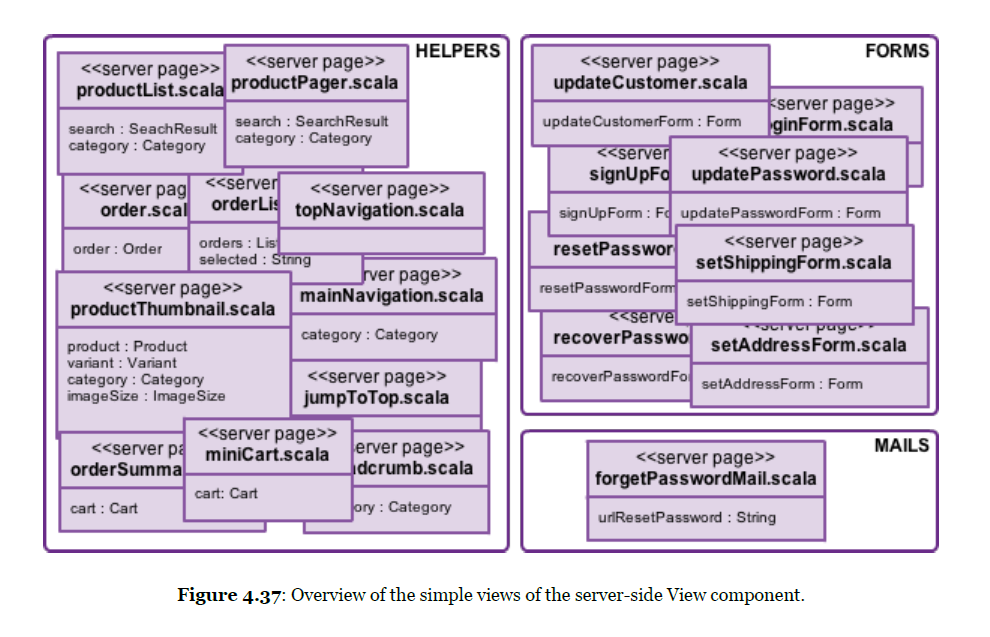 HELPERS
<<server page>>
productList.scala
search : SeachResult
category : Category
<<server page>>
productPager.scala
search : SeachResult
category : Category
<<server pag
order.scal
order : Order
<<serv
orderLis
orders : Lis
selected : String
<<server page>>
topNavigation.scala
<<server page>>
productThumbnail.scala
product : Product
variant : Variant
category : Category
imageSize : ImageSize
rver page>>
mainNavigation.scala
category : Category
<<server page>>
jumpToTop.scala
<<server pa
orderSumma
cart : Cart
<<server page>>
miniCart.scala
cart: Cart
erver page>>
dcrumb.scala
ory : Category
FORMS
<<server page>>
updateCustomer.scala
updateCustomerForm : Form
server page>>
ginForm.scala
<<server
signUpFo
signUpForm : Fo
<<server page>>
updatePassword.scala
updatePasswordForm : Form
resetPassword
resetPasswordForm
<<server page>>
setShippingForm.scala
setShippingForm : Form
<<serve
recoverPasswo
recoverPasswordFo
<<server page>>
setAddressForm.scala
setAddressForm : Form
MAILS
<<server page>>
forgetPasswordMail.scala
urlResetPassword : String
Figure 4.37: Overview of the simple views of the server-side View component.